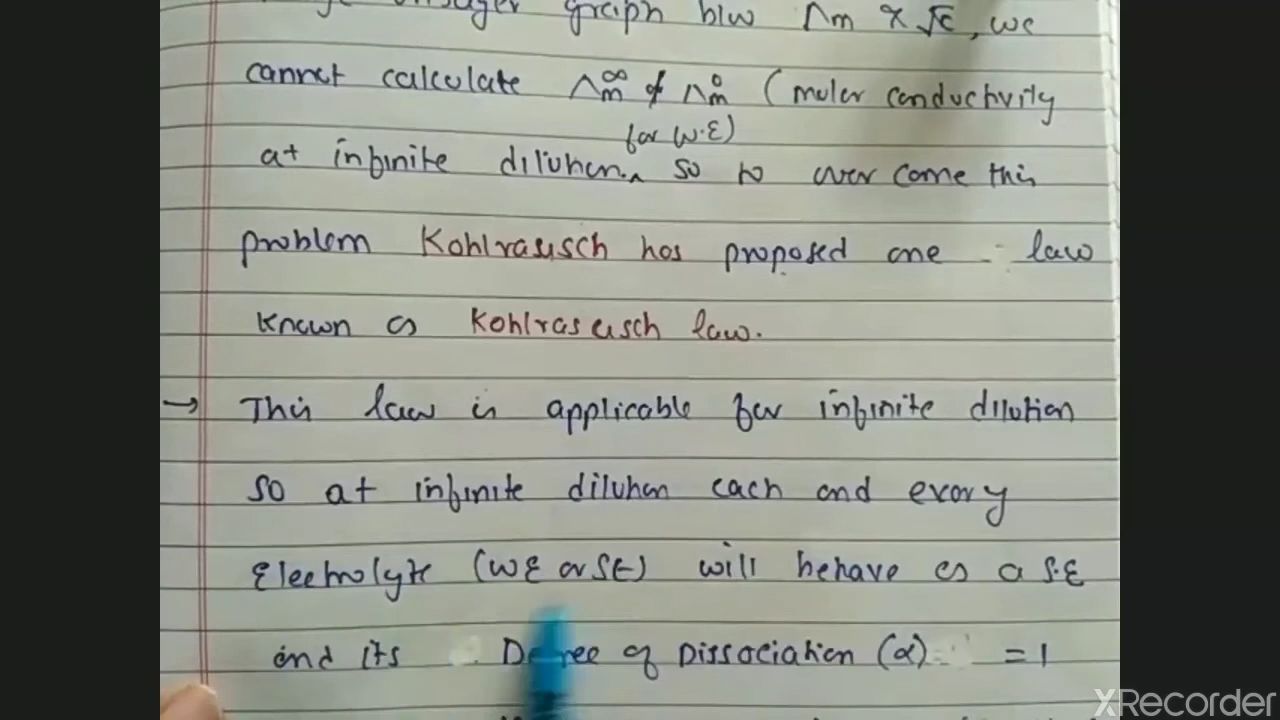 graph b/w Λm & √c, we
cannot calculate Λm∞ & Λm° (molar conductivity
for W.E)
at infinite dilution. ^ so to over come this
problem Kohlrausch has proposed one law
known as Kohlrausch law.
→ This law is applicable for infinite dilution
so at infinite dilution each and every
Electrolyte (WE or SE) will behave as a S.E
and its Degree of Dissociation (α) = 1
XRecorder